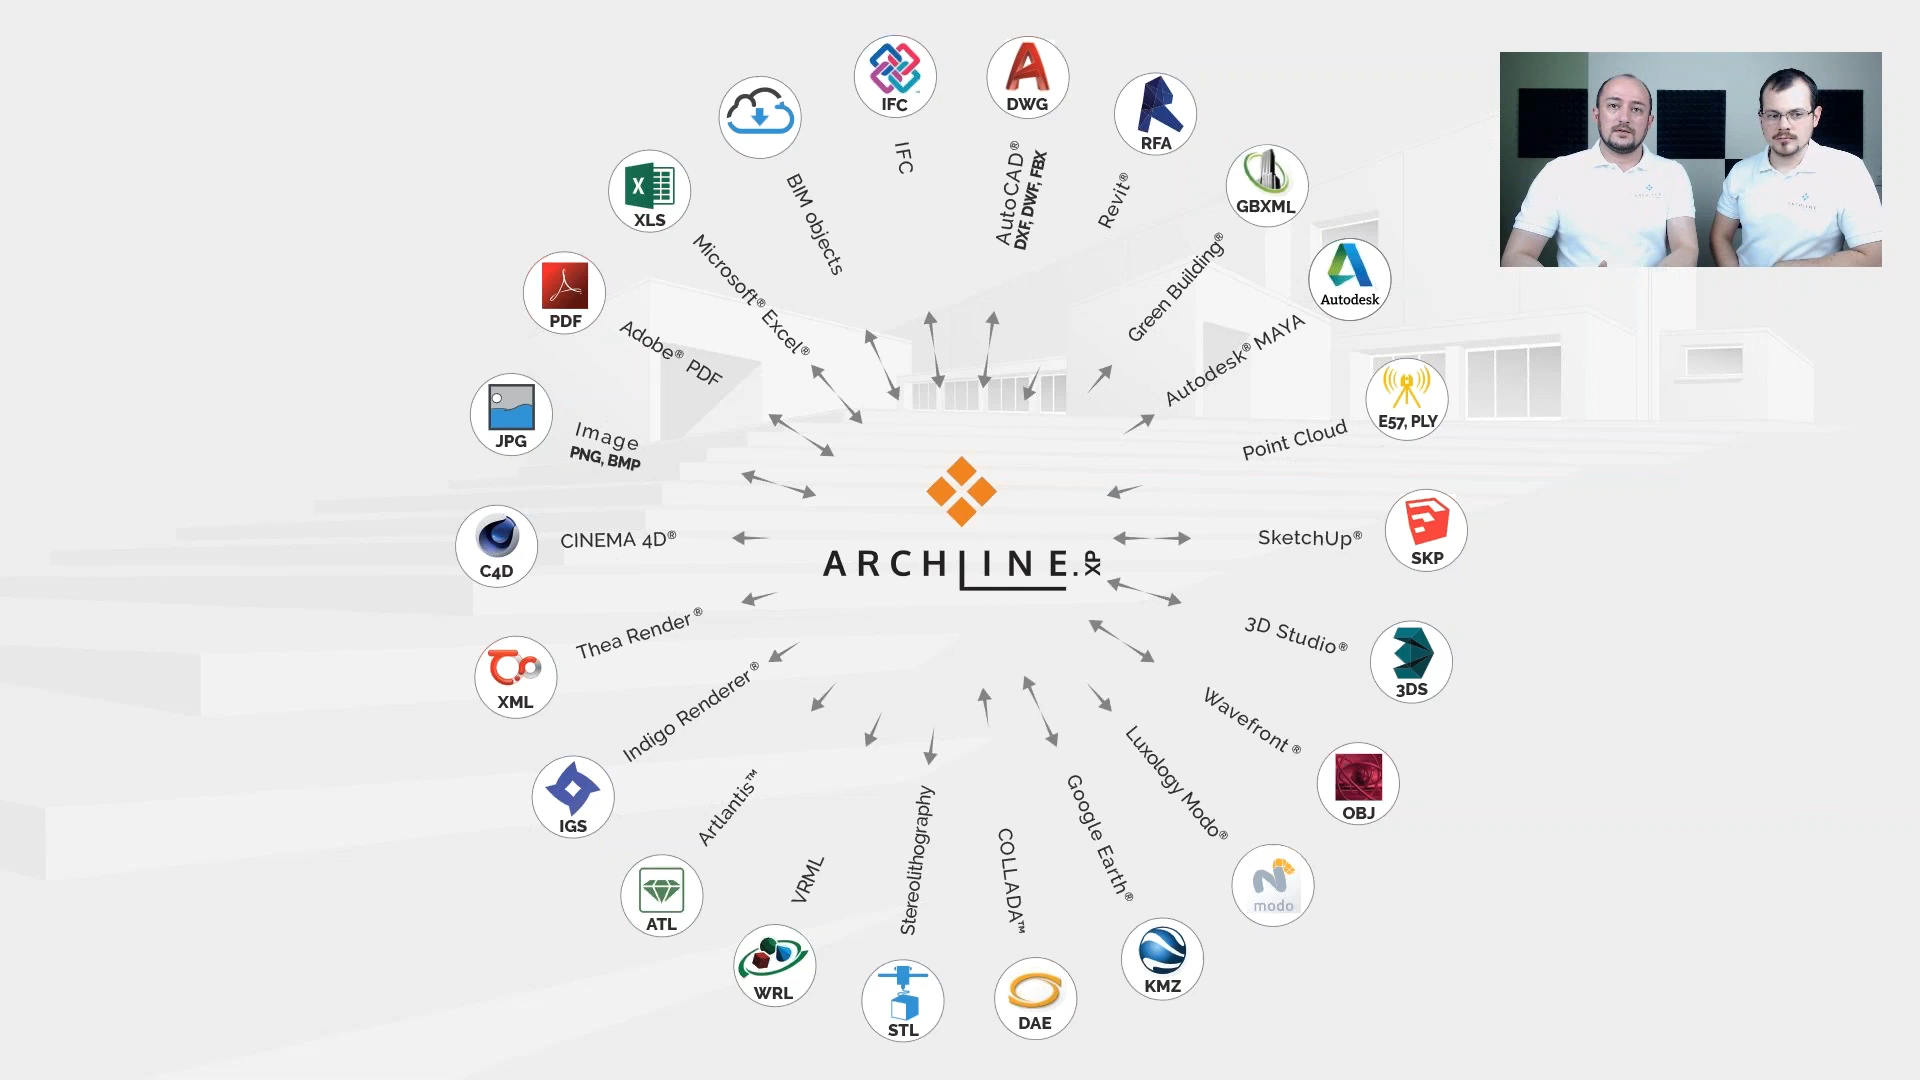 IFC
IFC
DWG
AutoCAD®
DXF, DWF, FBX
RFA
Revit®
GBXML
Green Building®
Autodesk
Autodesk® MAYA
E57, PLY
Point Cloud
SKP
SketchUp®
3DS
3D Studio®
OBJ
Wavefront®
modo
Luxology Modo®
KMZ
Google Earth®
DAE
COLLADA™
STL
Stereolithography
WRL
VRML
ATL
Artlantis™
IGS
Indigo Renderer®
XML
Thea Render®
C4D
CINEMA 4D®
JPG
Image
PNG, BMP
PDF
Adobe® PDF
XLS
Microsoft® Excel®
BIM objects
ARCHLINE.XP